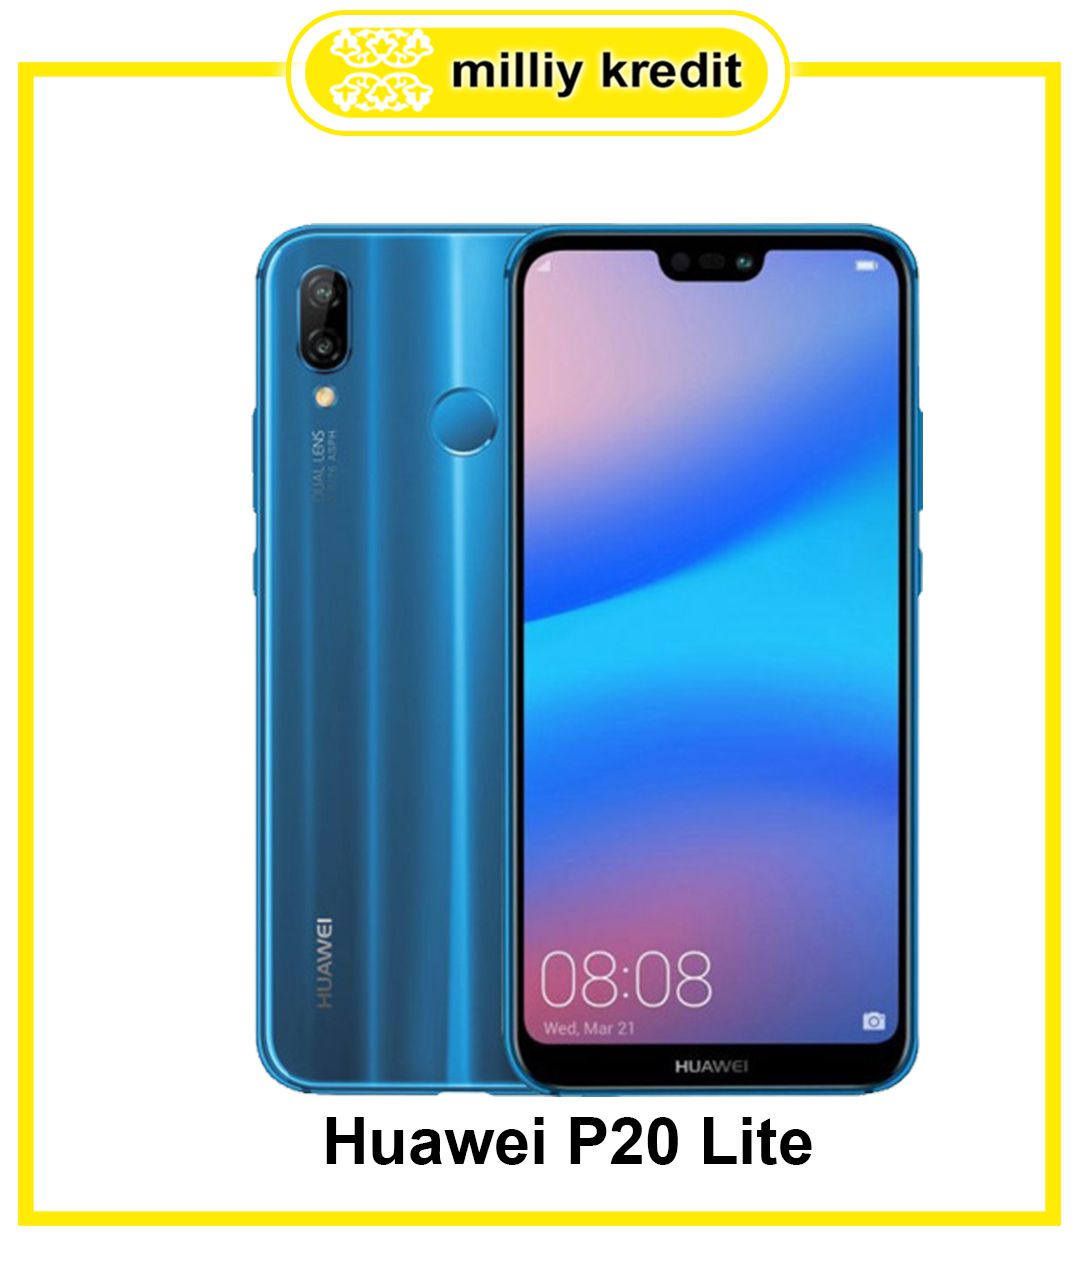 milliy kredit
DUAL LENS
HUAWEI
08:08
Wed, Mar 21
HUAWEI
Huawei P20 Lite